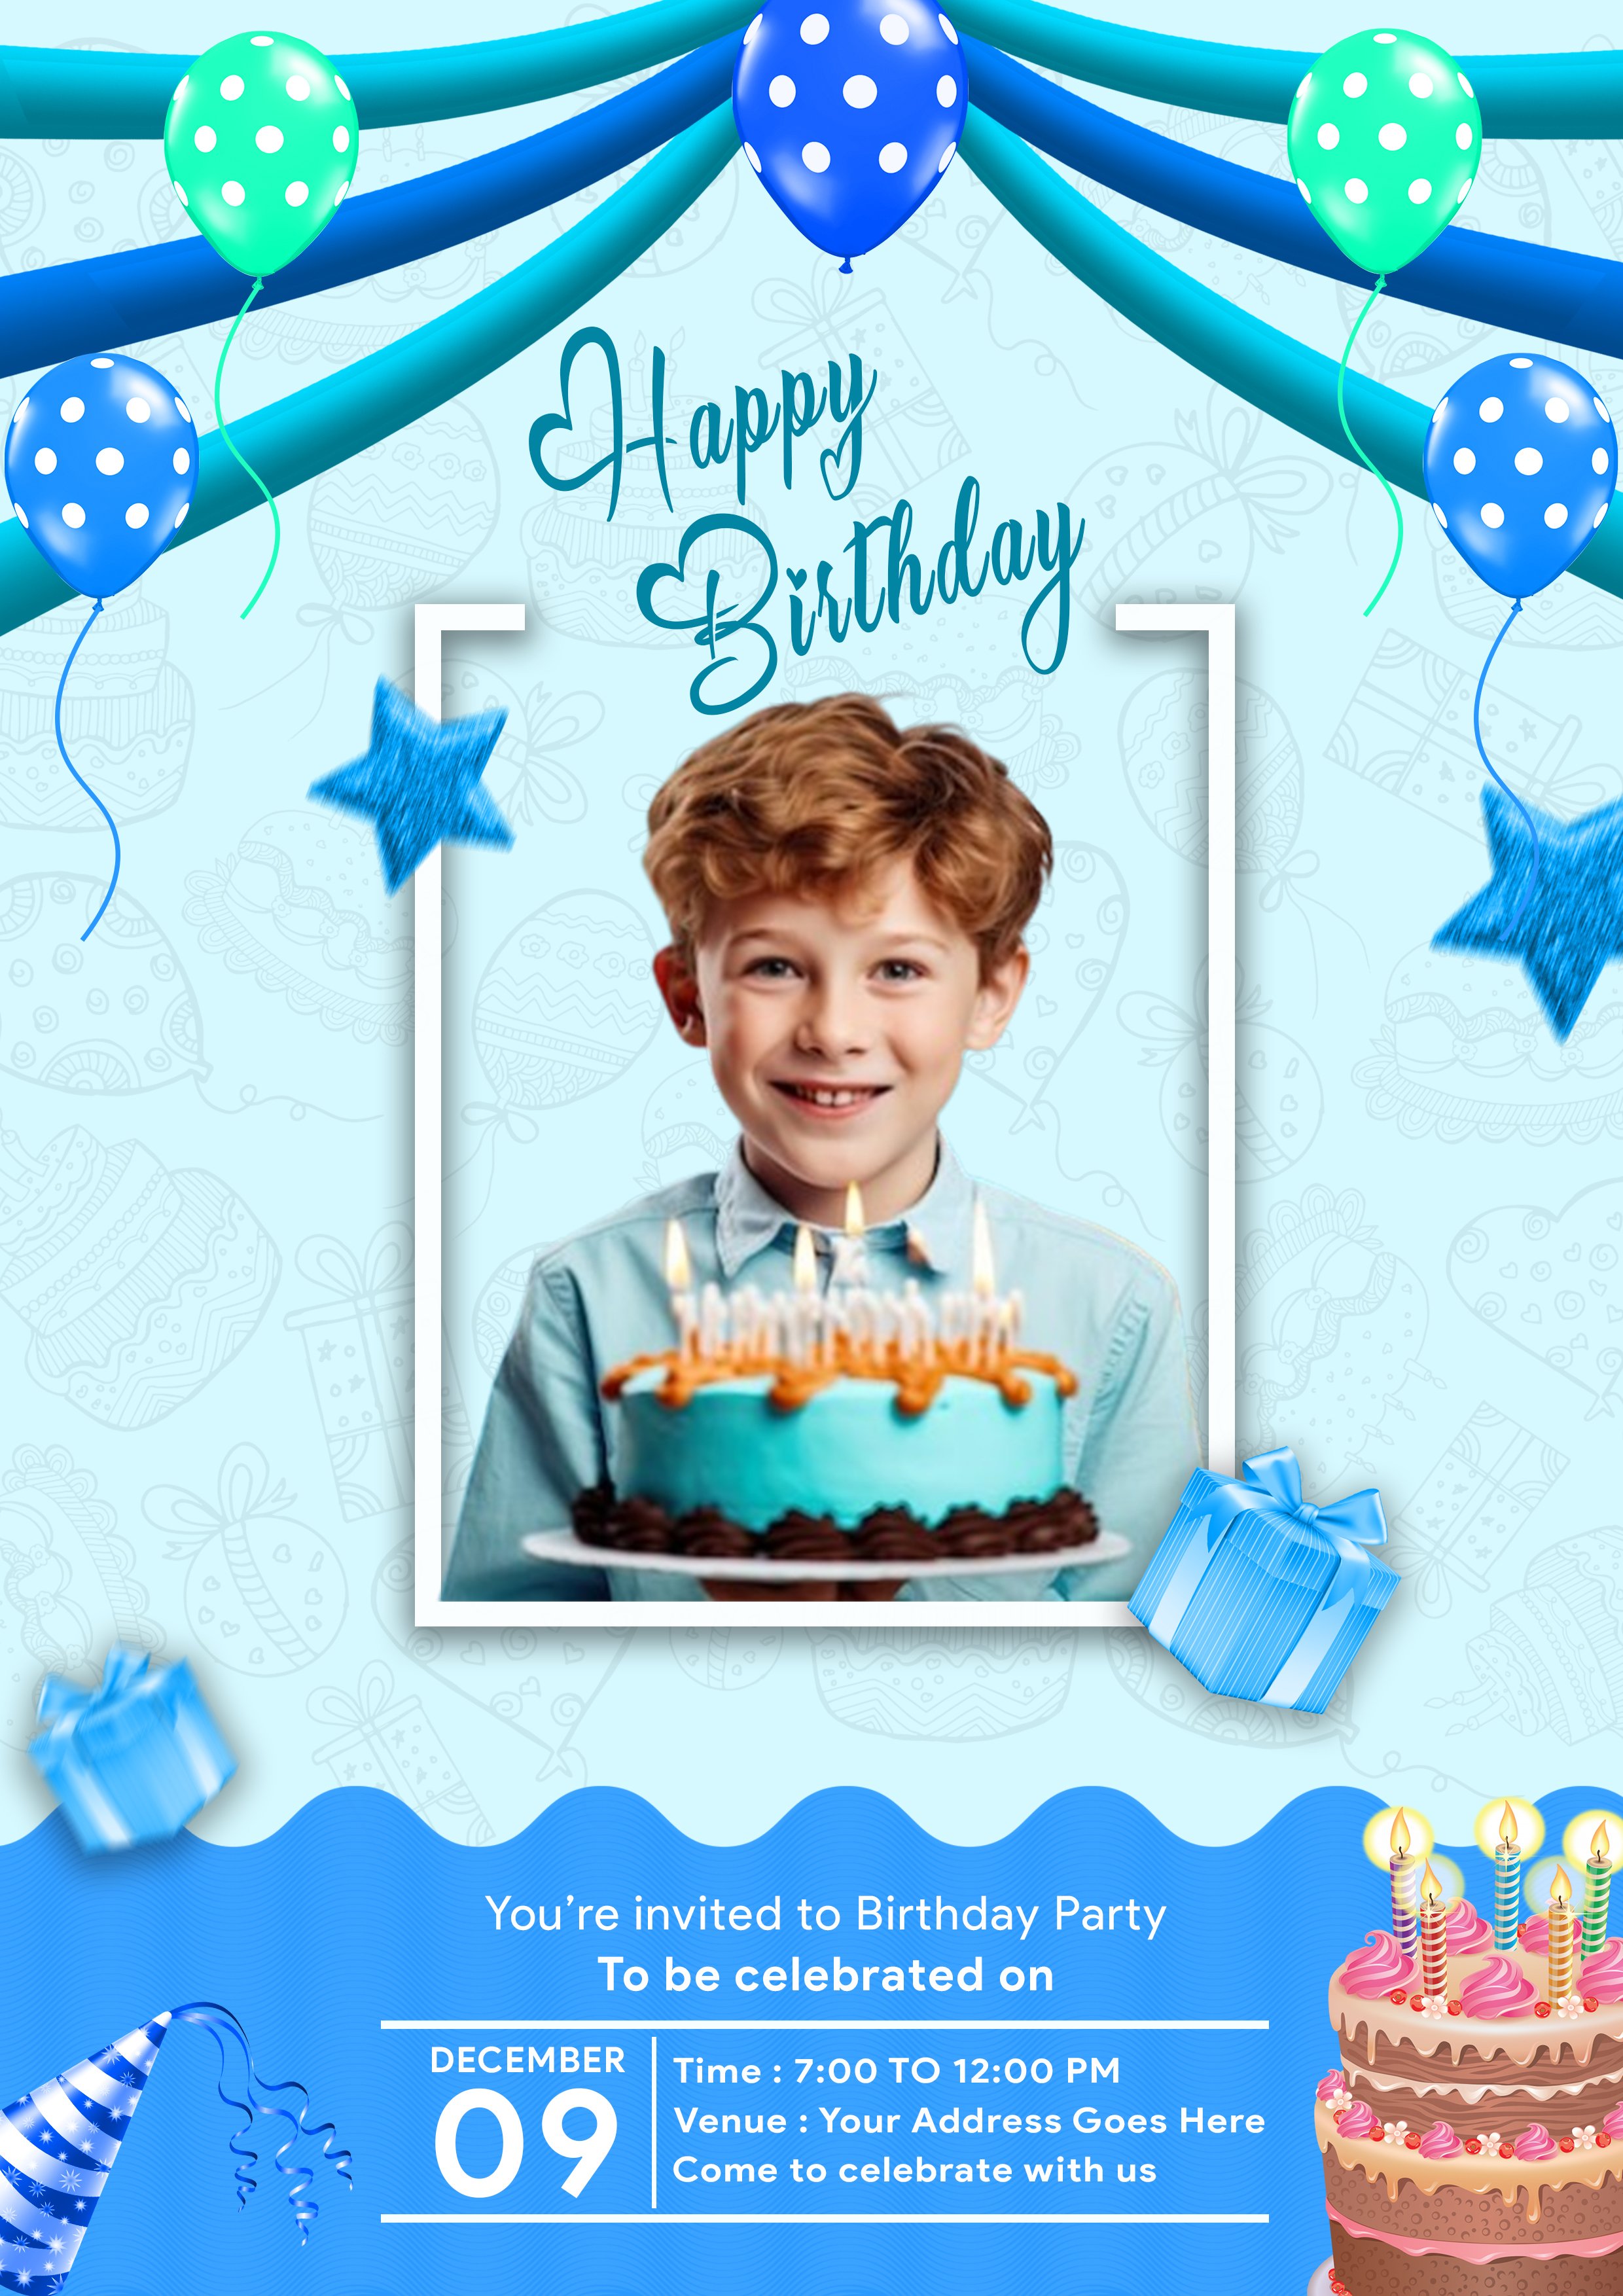 Happy
Birthday
You're invited to Birthday Party
To be celebrated on
DECEMBER
09
Time : 7:00 TO 12:00 PM
Venue : Your Address Goes Here
Come to celebrate with us